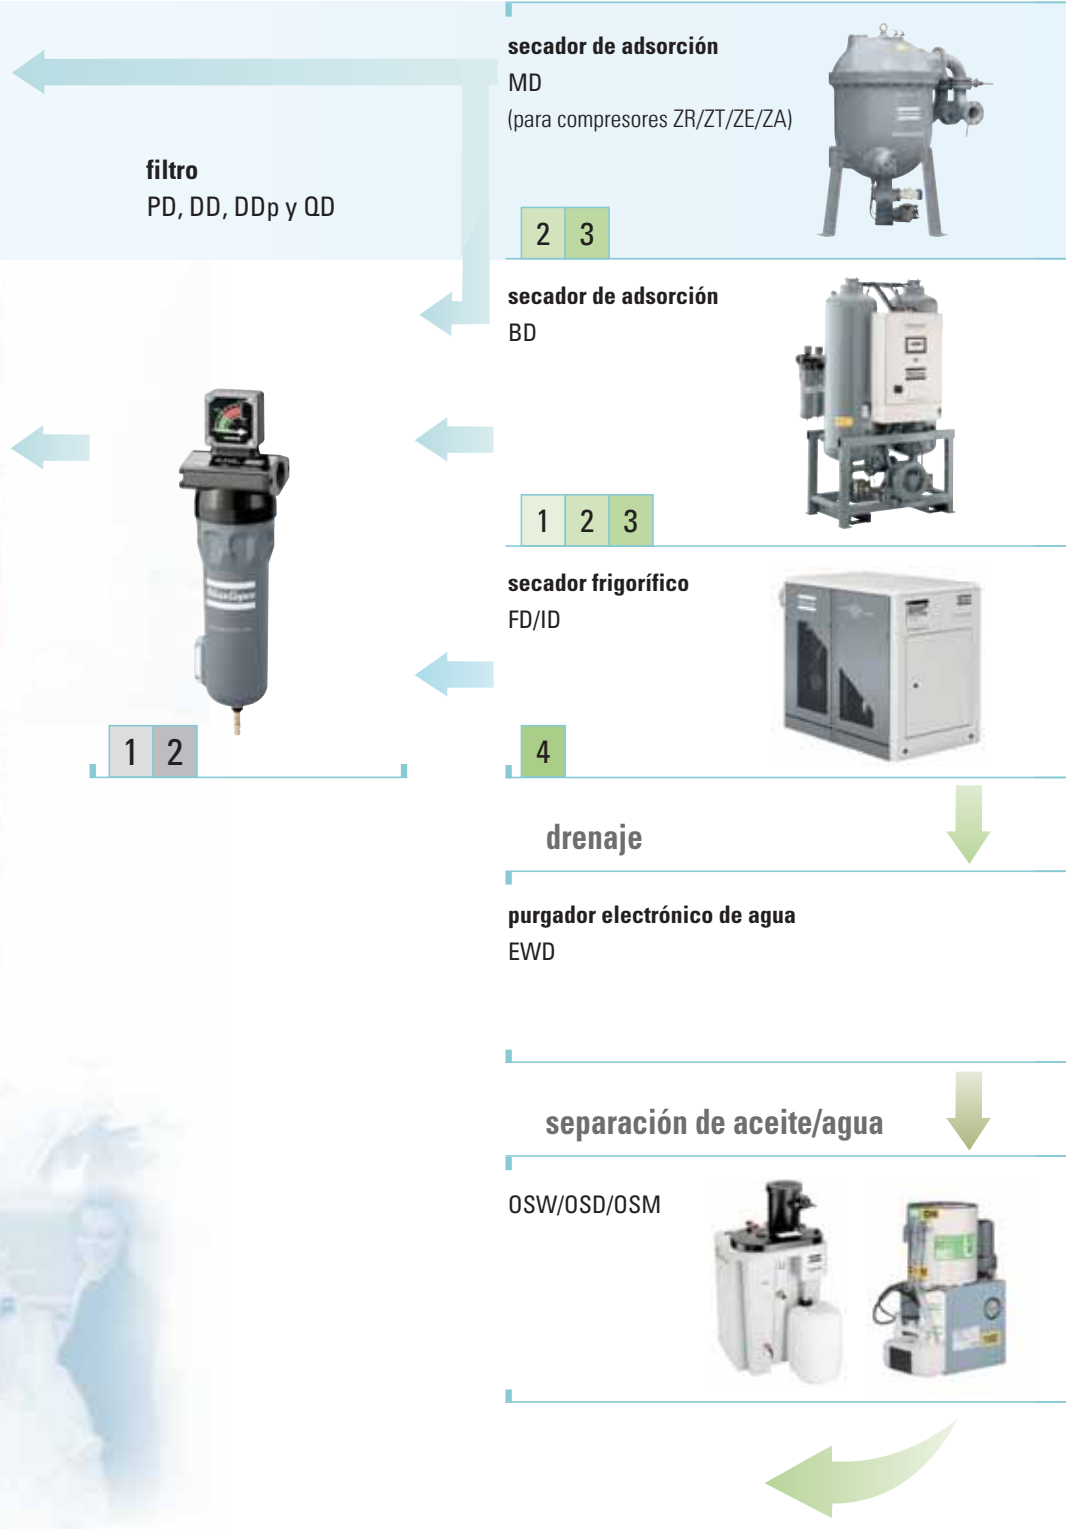 secador de adsorción
MD
(para compresores ZR/ZT/ZE/ZA)
2 3
filtro
PD, DD, DDp y QD
secador de adsorción
BD
1 2 3
secador frigorífico
FD/ID
4
1 2
drenaje
purgador electrónico de agua
EWD
separación de aceite/agua
OSW/OSD/OSM